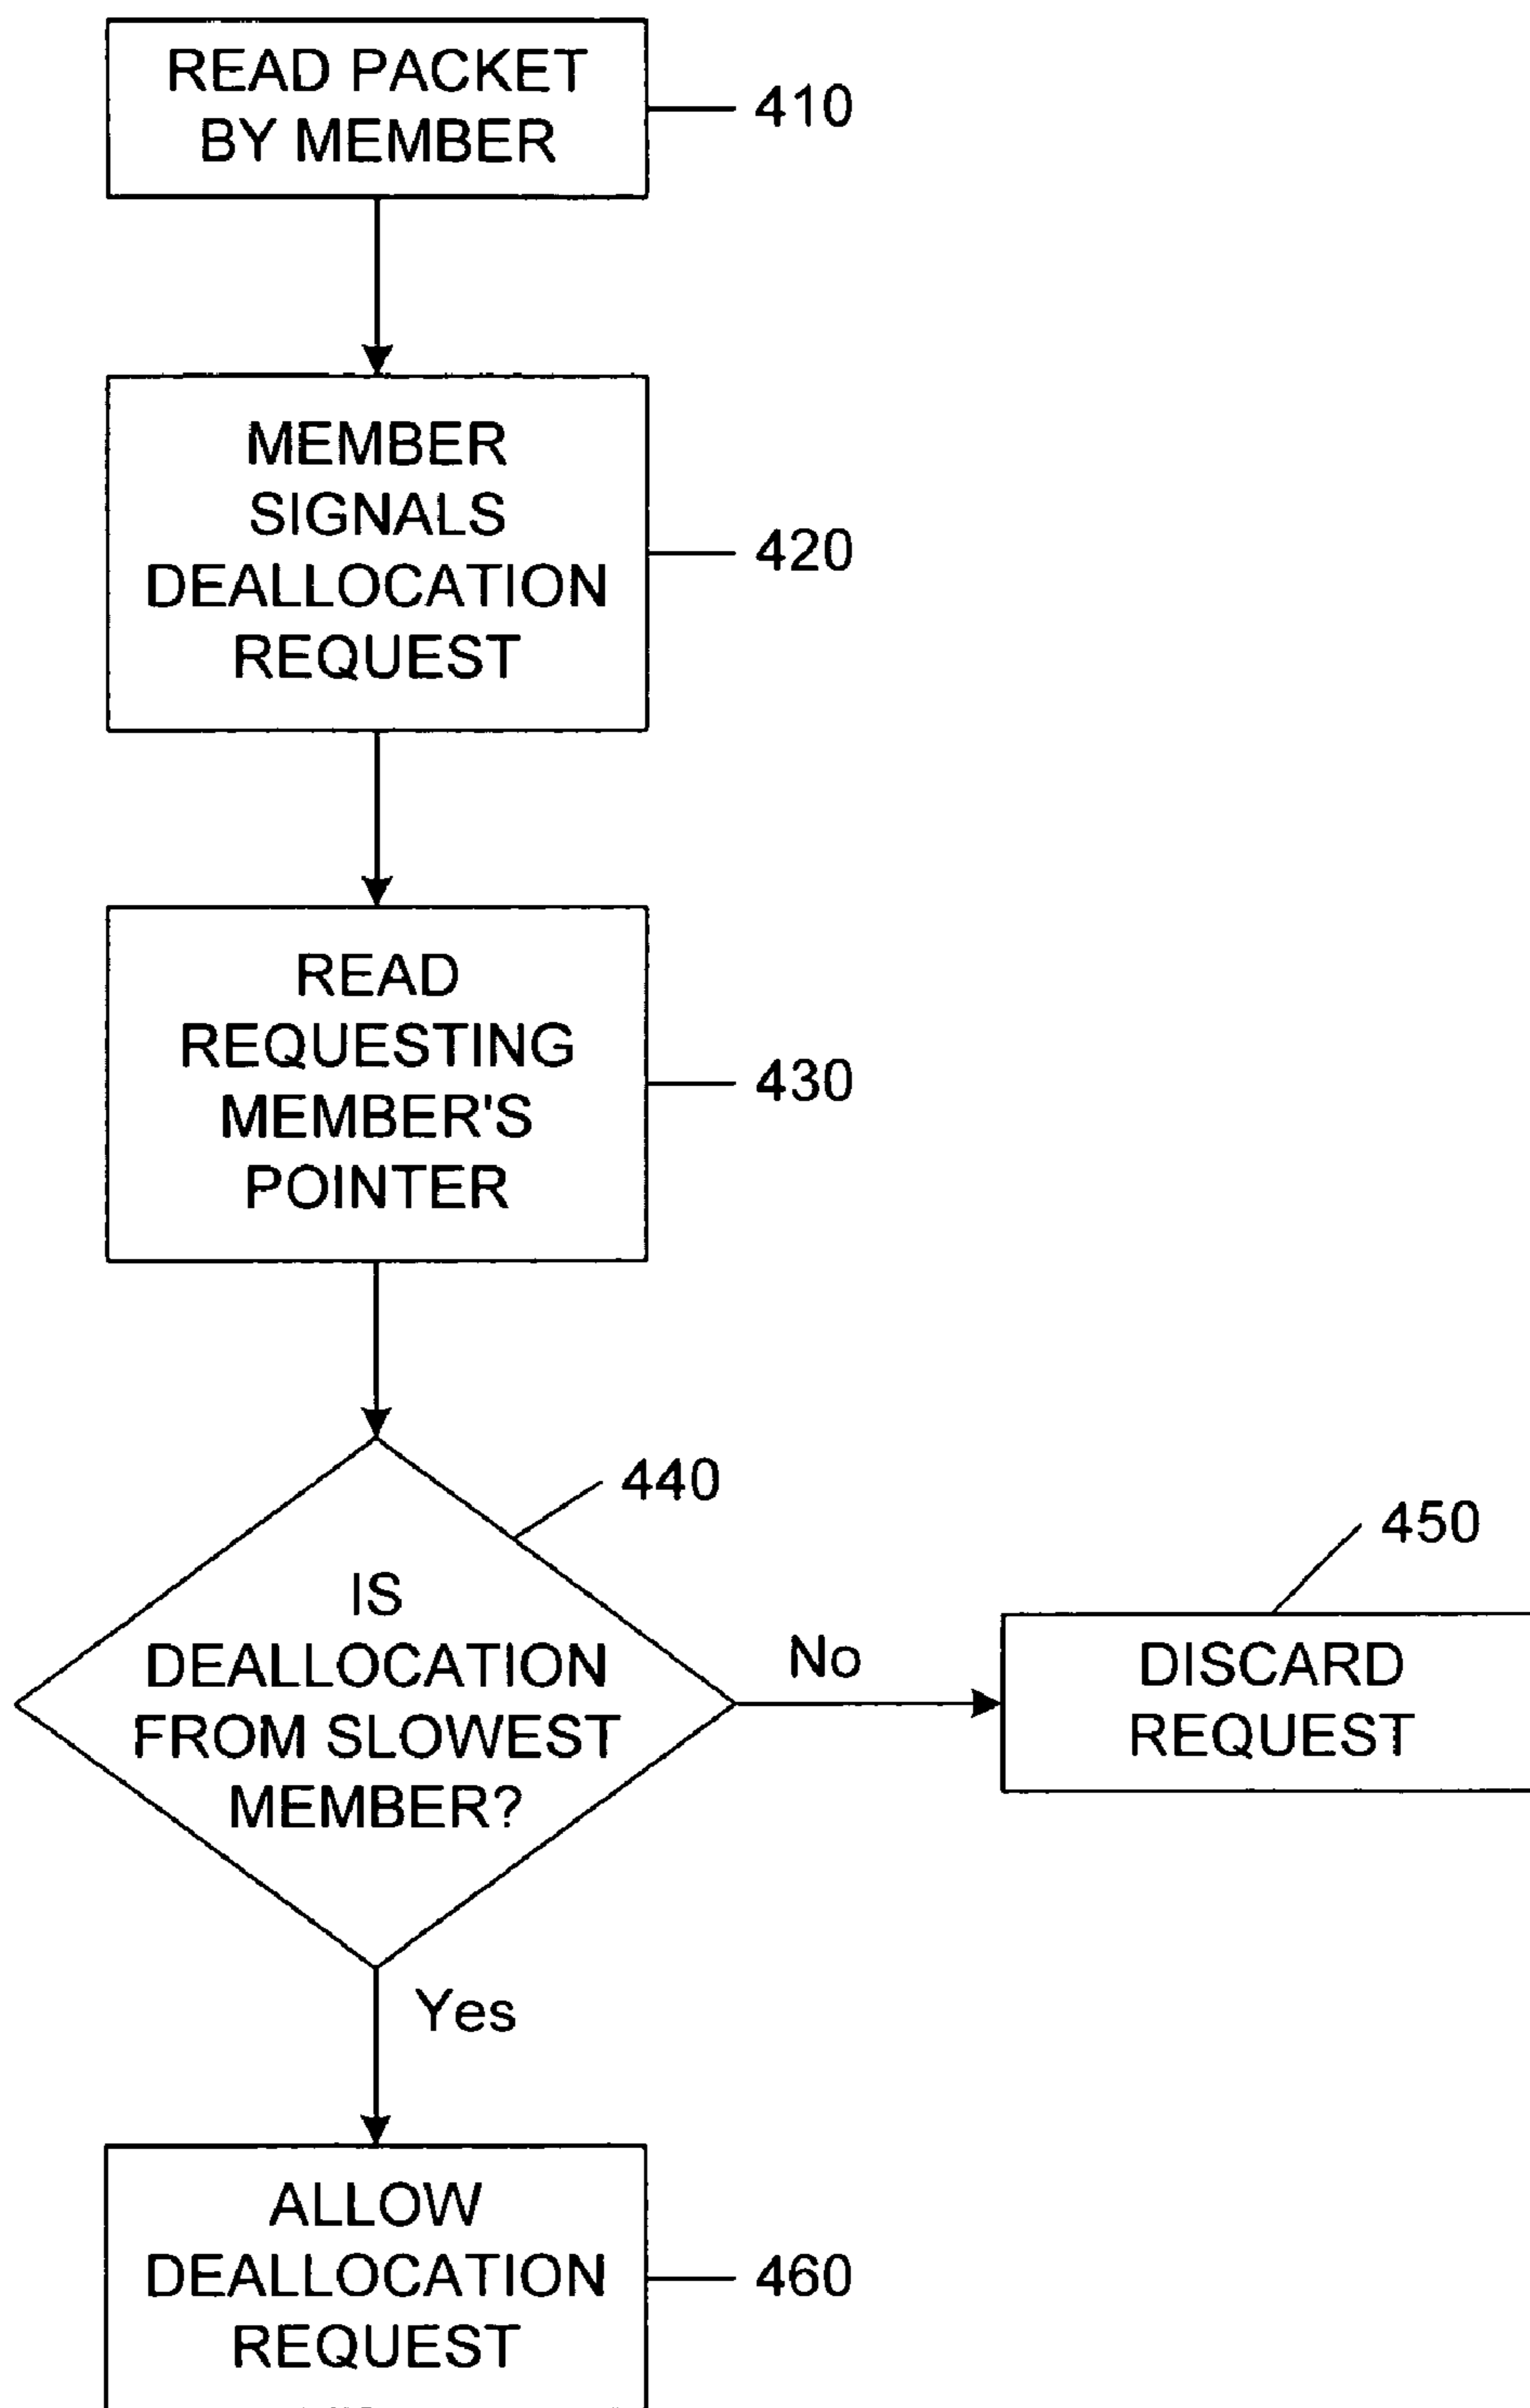 READ PACKET
BY MEMBER
410
MEMBER
SIGNALS
DEALLOCATION
REQUEST
420
READ
REQUESTING
MEMBER'S
POINTER
430
440
IS
DEALLOCATION
FROM SLOWEST
MEMBER?
No
450
DISCARD
REQUEST
Yes
ALLOW
DEALLOCATION
REQUEST
460